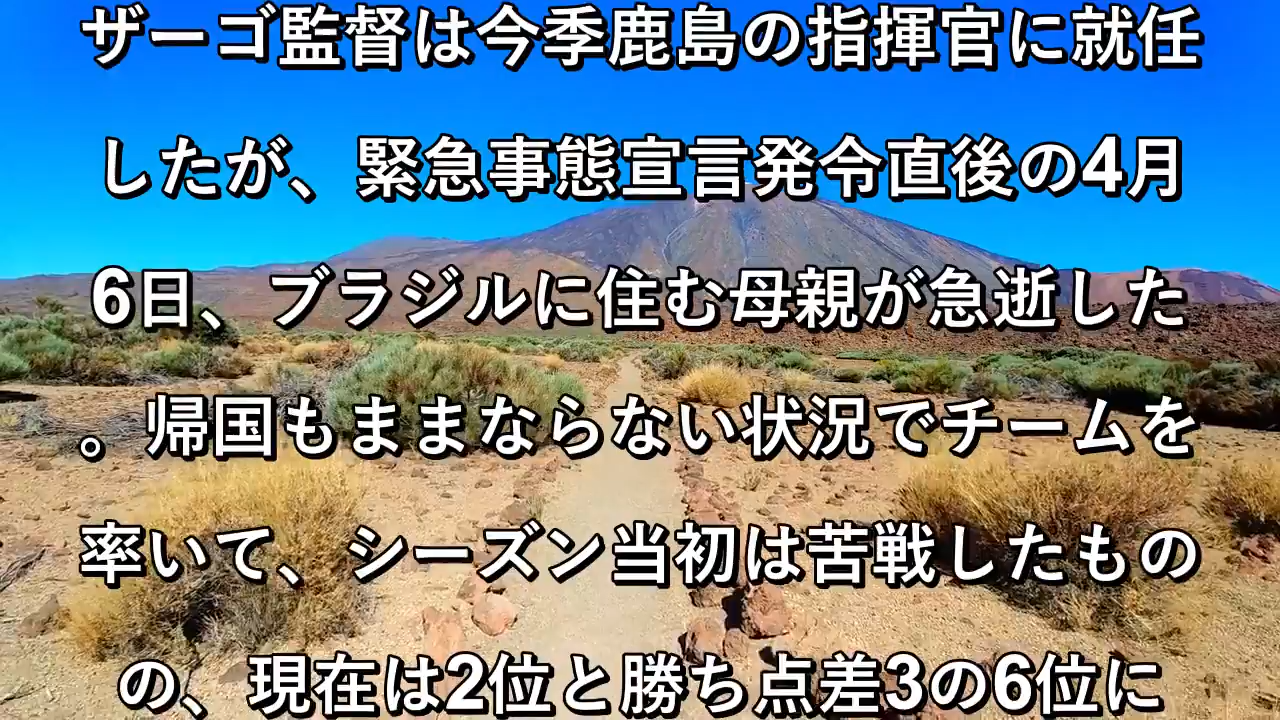 ザーゴ監督は今季鹿島の指揮官に就任
したが、緊急事態宣言発令直後の4月
6日、ブラジルに住む母親が急逝した
。帰国もままならない状況でチームを
率いて、シーズン当初は苦戦したもの
の、現在は2位と勝ち点差3の6位に